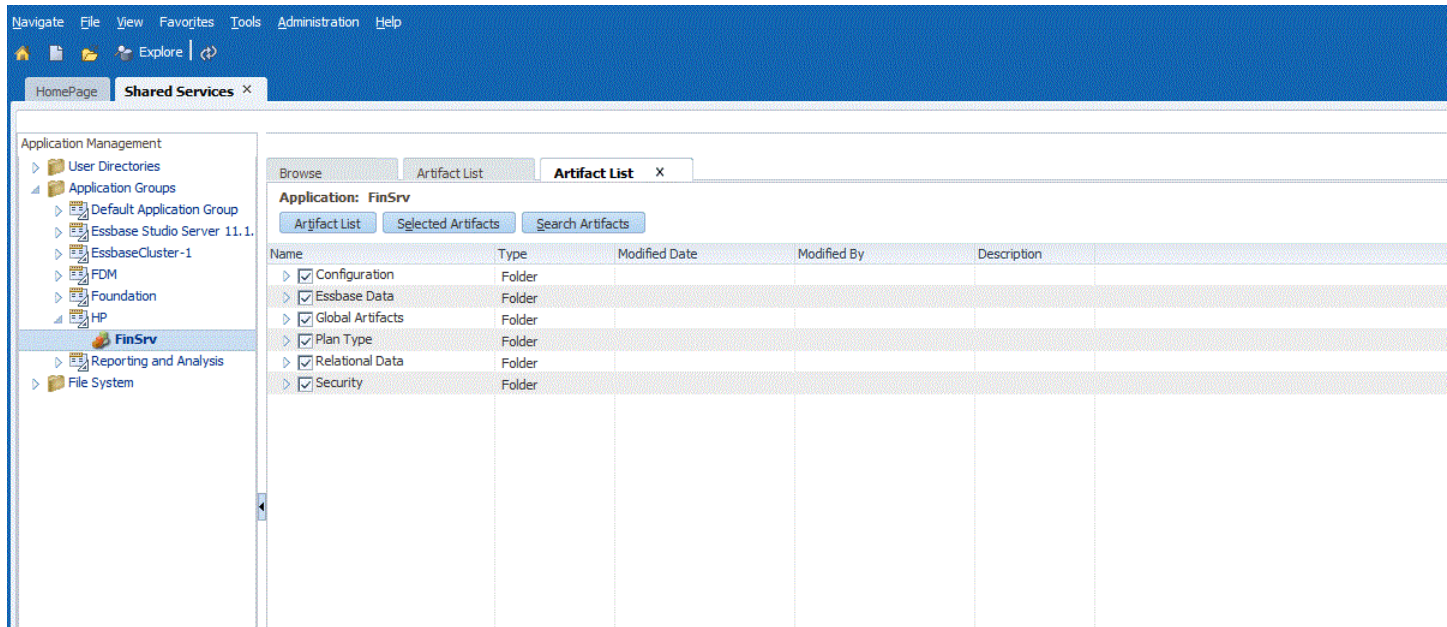 Navigate File View Favorites Tools Administration Help
Explore
HomePage Shared Services ×
Application Management
User Directories
Application Groups
Default Application Group
Essbase Studio Server 11.1.
EssbaseCluster-1
FDM
Foundation
HP
FinSrv
Reporting and Analysis
File System
Browse Artifact List Artifact List X
Application: FinSrv
Artifact List Selected Artifacts Search Artifacts
Name Type Modified Date Modified By Description
Configuration Folder
Essbase Data Folder
Global Artifacts Folder
Plan Type Folder
Relational Data Folder
Security Folder